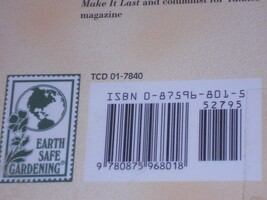 Make It Last and columnist for
magazine
TCD 01-7840
ISBN 0-87596-801-5
52795
EARTH
SAFE
GARDENING
9 780875 968018